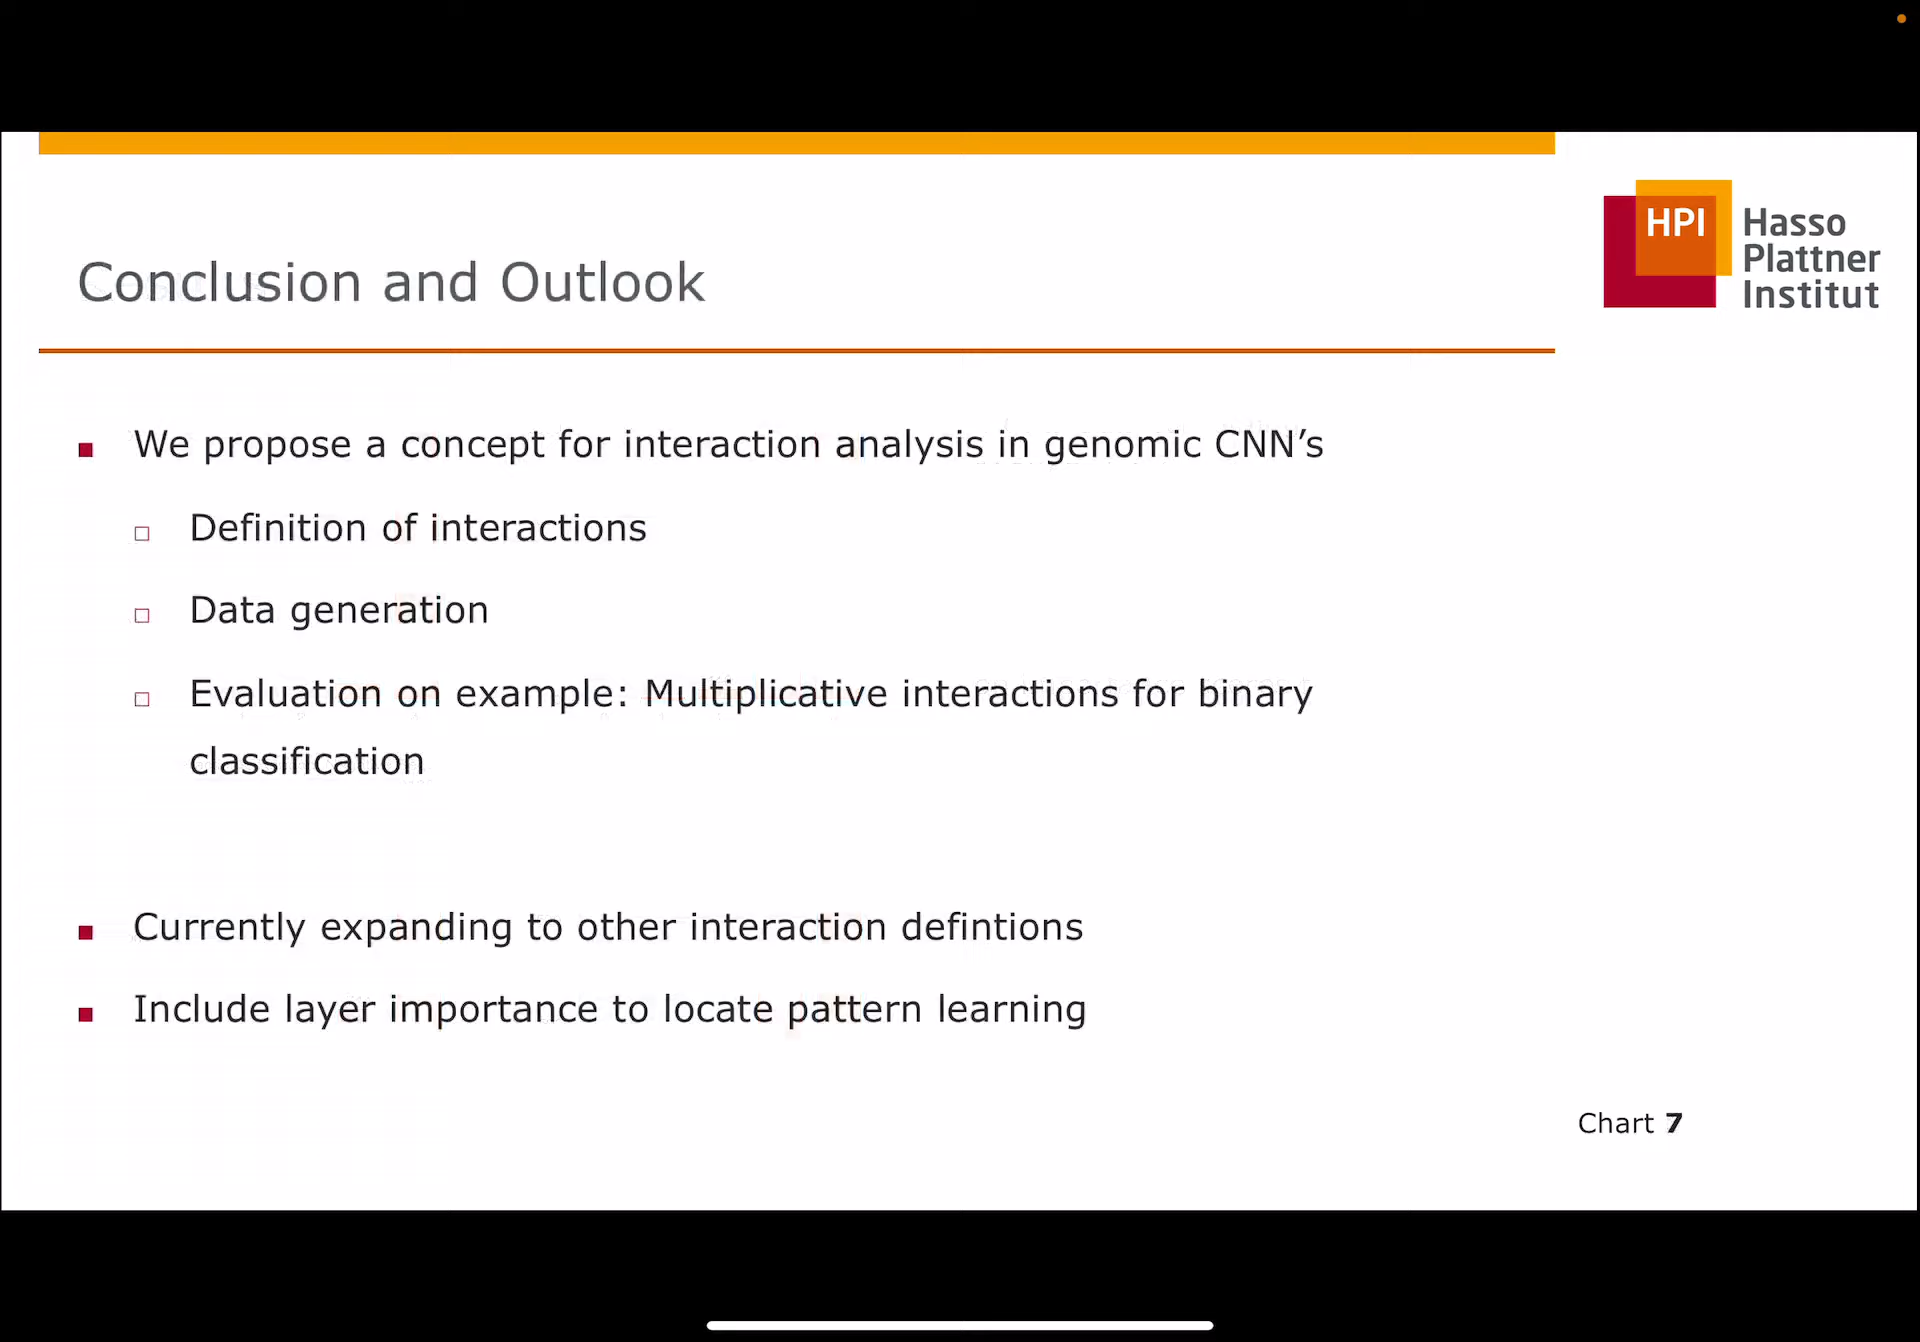 HPI Hasso
Plattner
Institut
Conclusion and Outlook
We propose a concept for interaction analysis in genomic CNN’s
Definition of interactions
Data generation
Evaluation on example: Multiplicative interactions for binary
classification
Currently expanding to other interaction defintions
Include layer importance to locate pattern learning
Chart 7